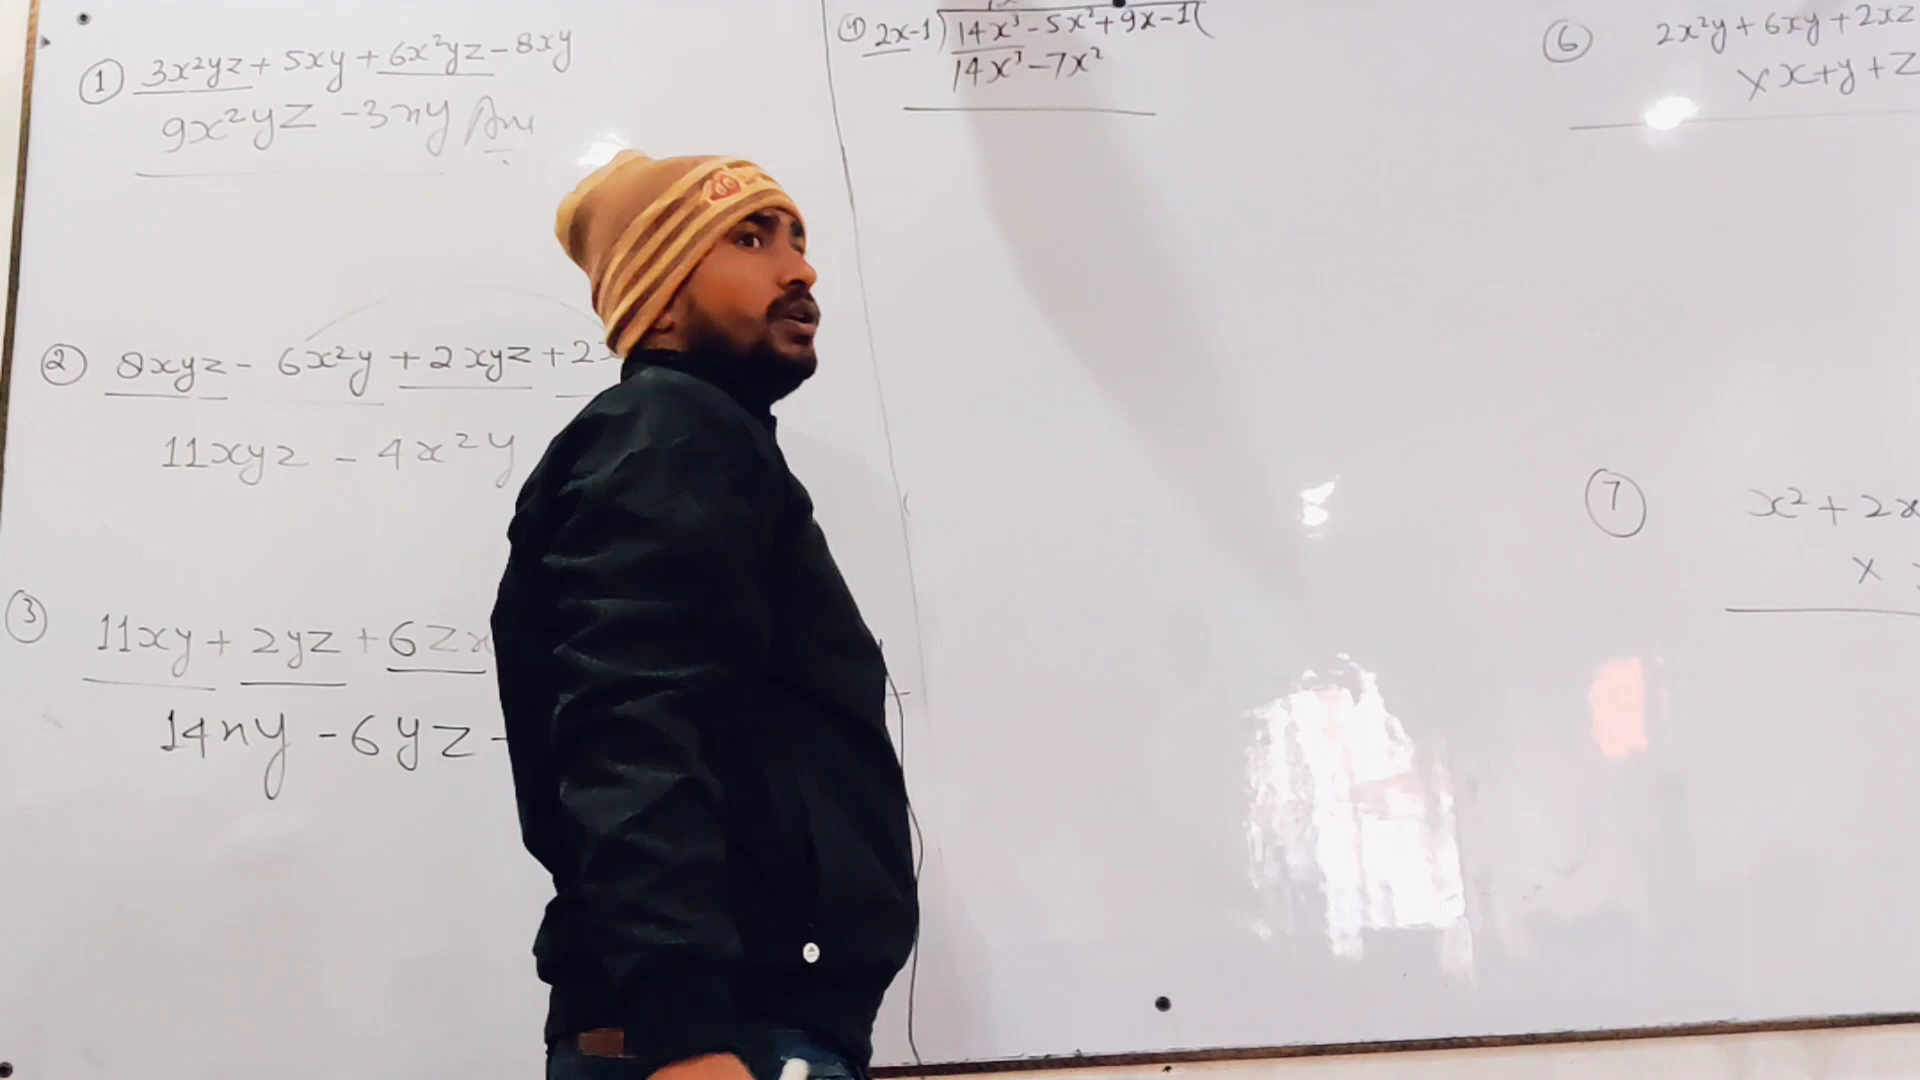 ① 3x²yz + 5xy + 6x²yz - 8xy
9x²yz - 3xy Ans
② 8xyz - 6x²y + 2xyz + 2
11xyz - 4x²y
③ 11xy + 2yz + 6zx
14xy - 6yz -
④ 2x-1) 14x³ - 5x² + 9x - 1(
14x³ - 7x²
⑥ 2x²y + 6xy + 2xz
× x + y + z
⑦ x² + 2x
×